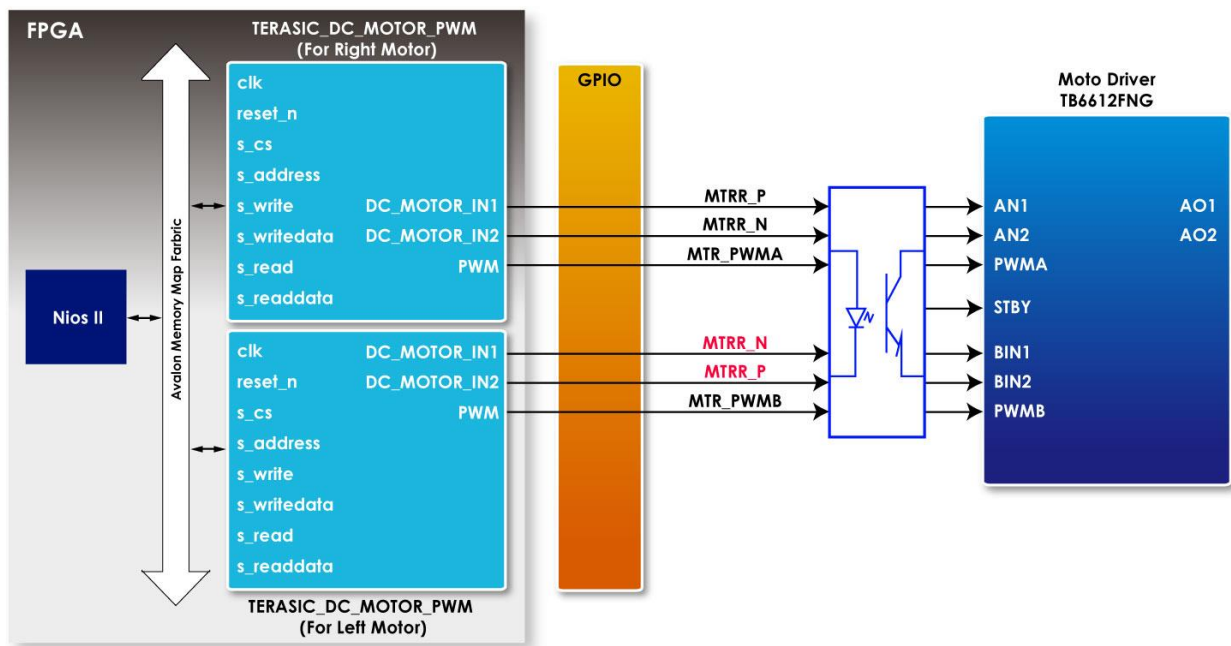 FPGA
TERASIC_DC_MOTOR_PWM
(For Right Motor)
clk
reset_n
s_cs
s_address
s_write
s_writedata
s_read
s_readdata
DC_MOTOR_IN1
DC_MOTOR_IN2
PWM
Nios II
Avalon Memory Map Farbric
clk
reset_n
s_cs
s_address
s_write
s_writedata
s_read
s_readdata
DC_MOTOR_IN1
DC_MOTOR_IN2
PWM
TERASIC_DC_MOTOR_PWM
(For Left Motor)
GPIO
MTRR_P
MTRR_N
MTR_PWMA
MTRR_N
MTRR_P
MTR_PWMB
Moto Driver
TB6612FNG
AN1
AN2
PWMA
STBY
BIN1
BIN2
PWMB
AO1
AO2